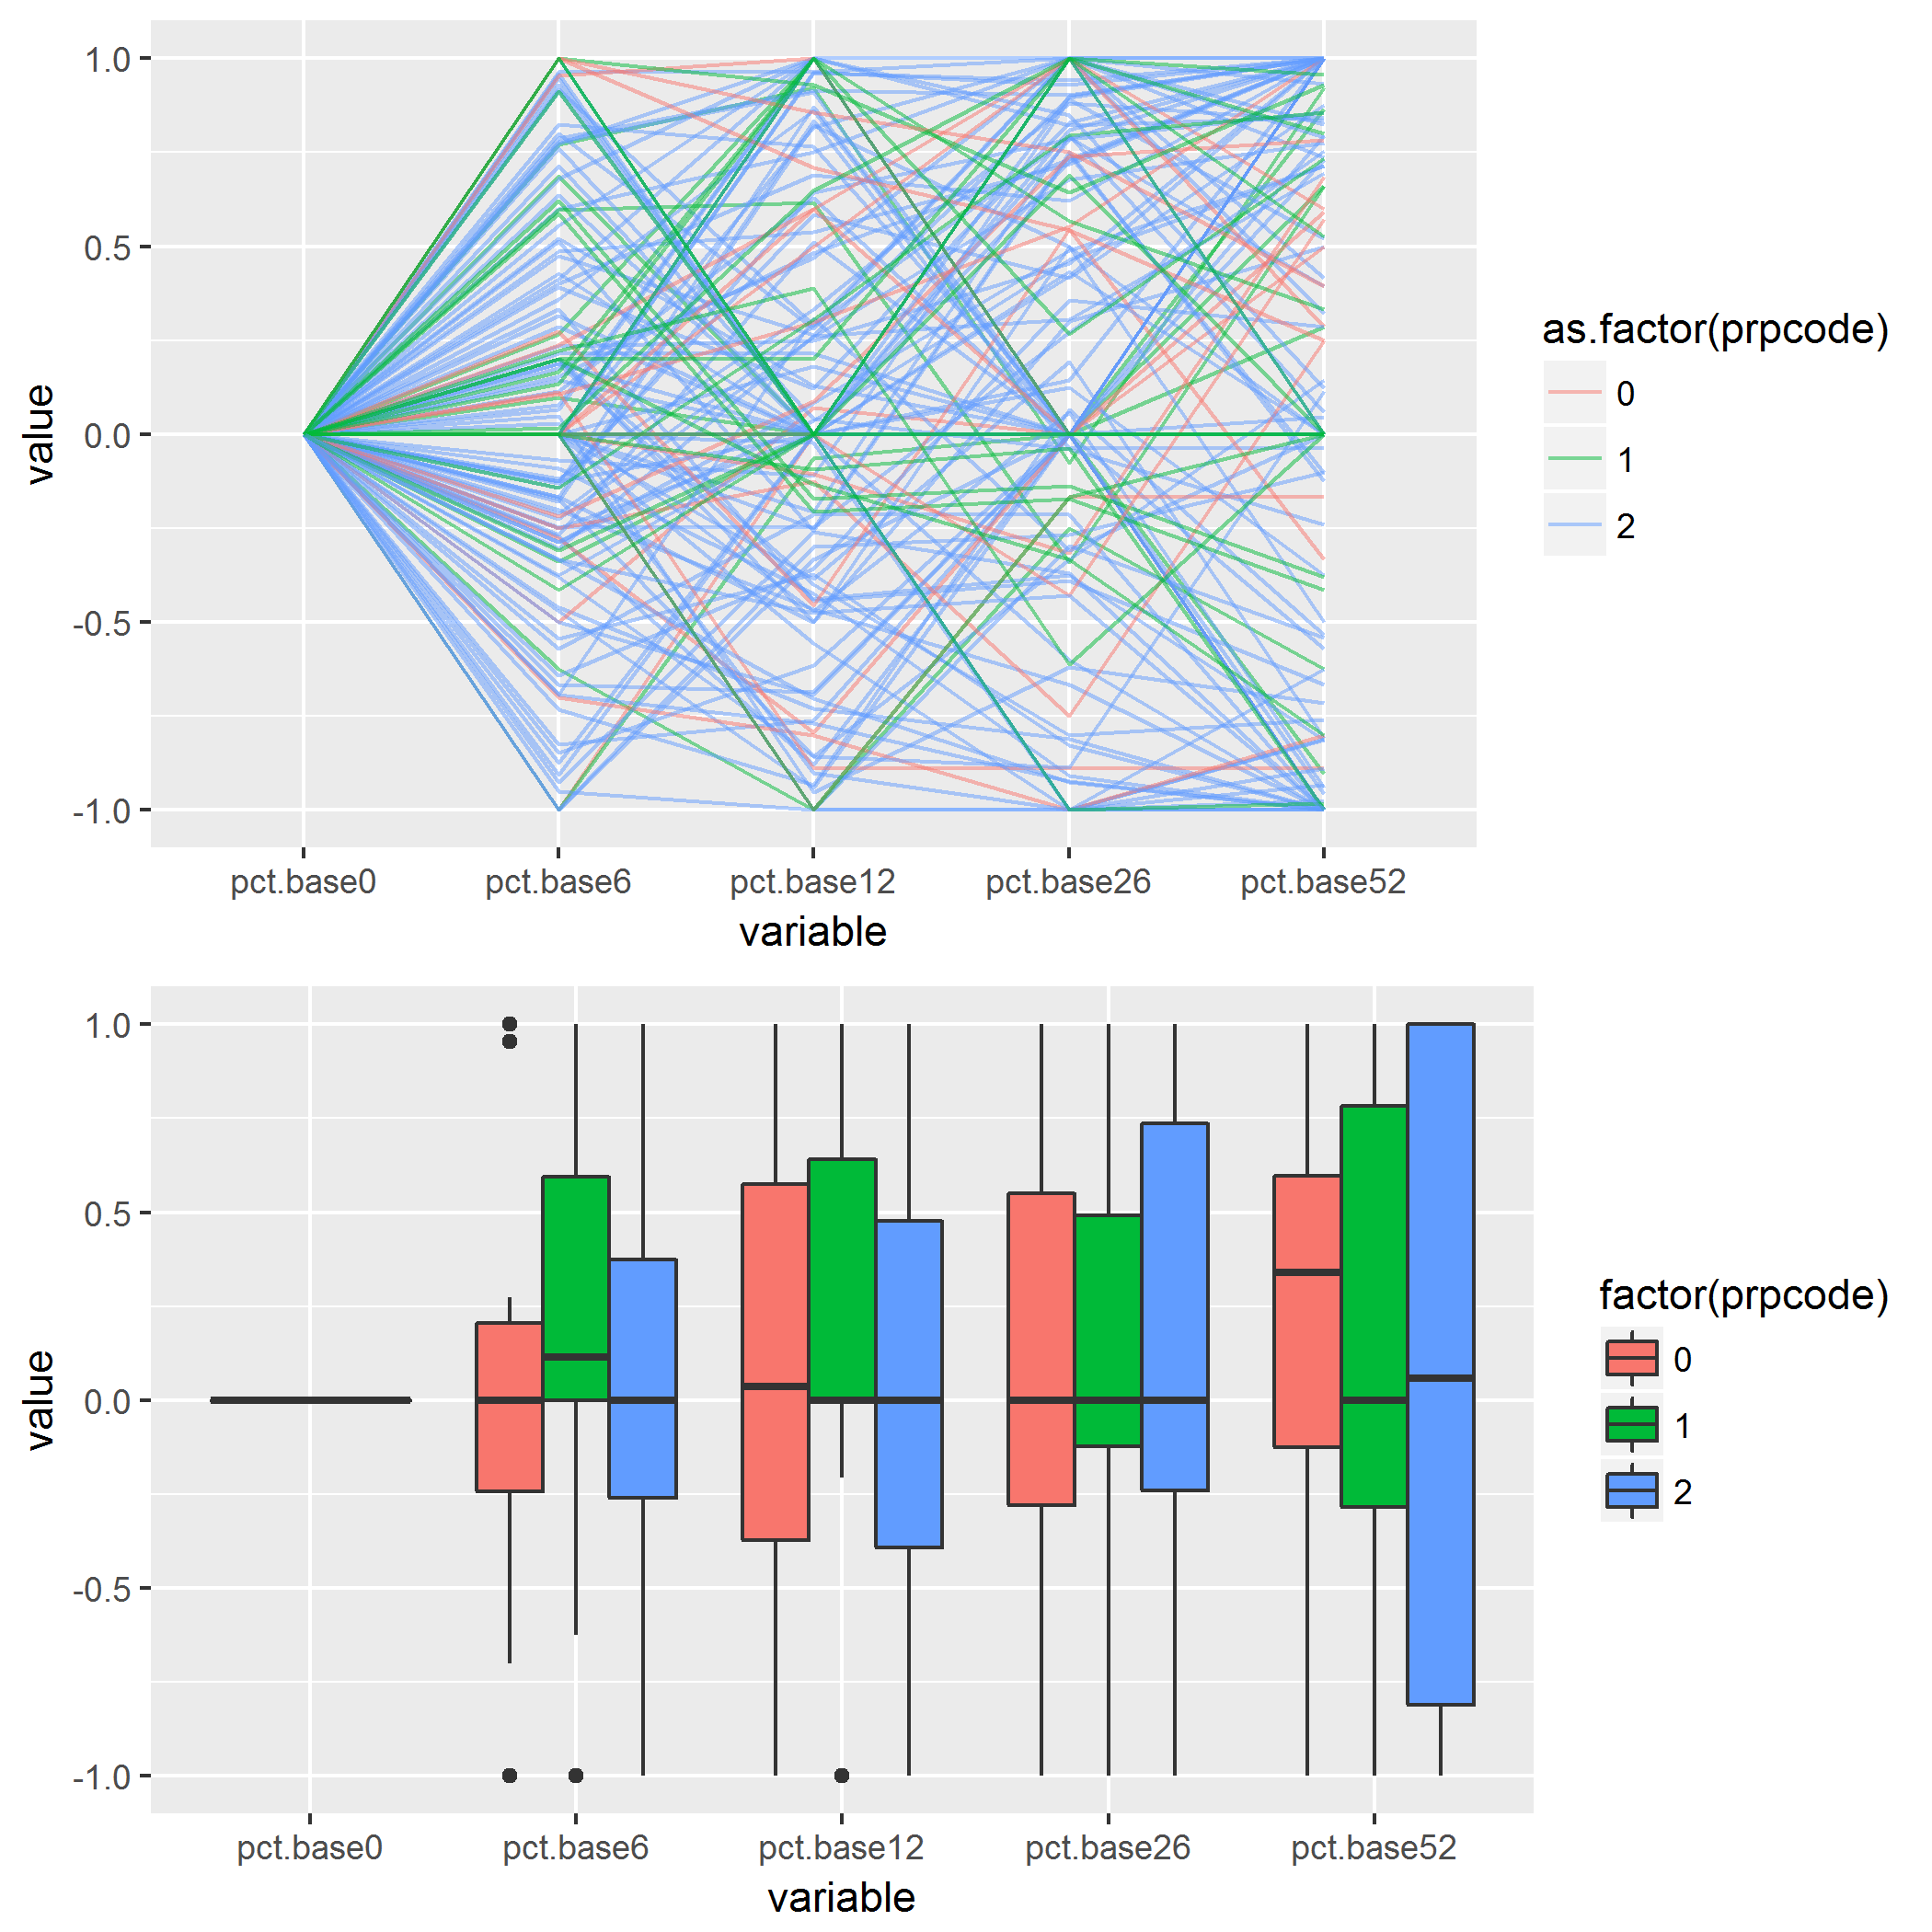 1.0
0.5
0.0
-0.5
-1.0
value
pct.base0 pct.base6 pct.base12 pct.base26 pct.base52
variable
as.factor(prpcode)
0
1
2
1.0
0.5
0.0
-0.5
-1.0
value
pct.base0 pct.base6 pct.base12 pct.base26 pct.base52
variable
factor(prpcode)
0
1
2